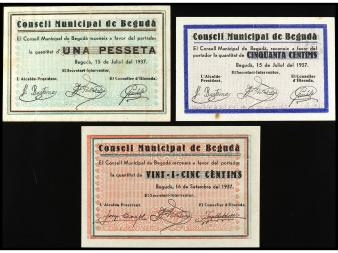 Consell Municipal de Begudà
El Consell Municipal de Begudà reconeix a favor del portador
la quantitat d' UNA PESSETA
Begudà, 15 de Juliol del 1937.
El Secretari-Interventor,
L'Alcalde-President,
El Conseller d'Hisenda,
Consell Municipal de Begudà
El Consell Municipal de Begudà, reconeix a favor del
portador la quantitat de CINQUANTA CENTIMS
Begudà, 15 de Juliol del 1937.
L'Alcalde
President,
El Secretari-Interventor,
El Conseller
d'Hisenda,
Consell Municipal de Begudà
El Consell Municipal de Begudà reconeix a favor del portador
la quantitat de VINT-I-CINC CÈNTIMS
Begudà, 16 de Setembre del 1937.
El Secretari-Interventor,
L'Alcalde-President,
El Conseller d'Hisenda,